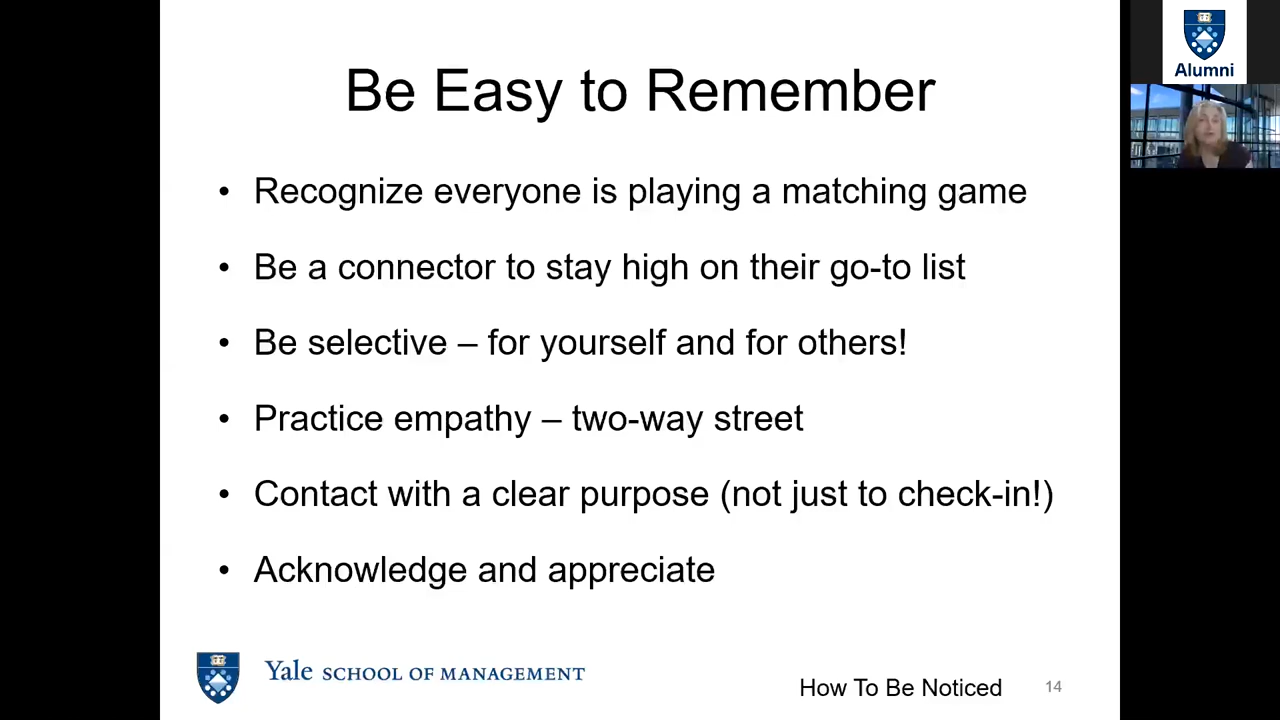 Be Easy to Remember
• Recognize everyone is playing a matching game
• Be a connector to stay high on their go-to list
• Be selective – for yourself and for others!
• Practice empathy – two-way street
• Contact with a clear purpose (not just to check-in!)
• Acknowledge and appreciate
Yale SCHOOL OF MANAGEMENT
How To Be Noticed
14
Alumni